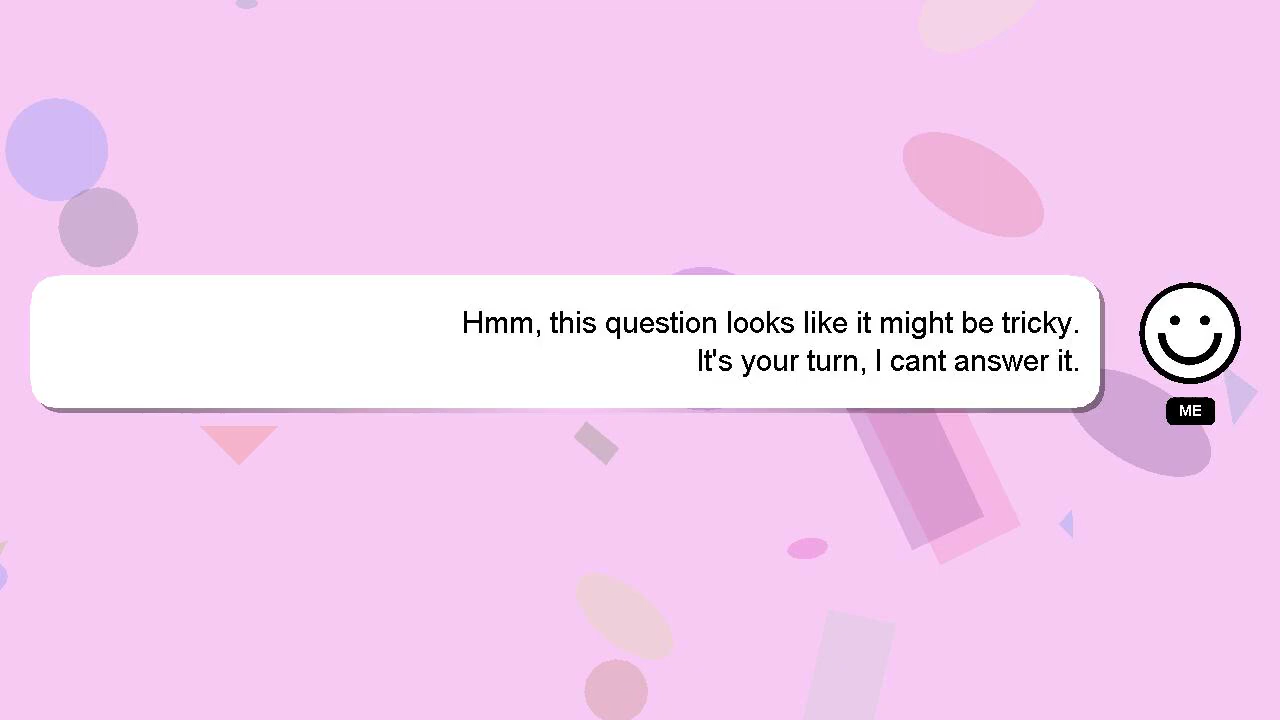 Hmm, this question looks like it might be tricky.
It's your turn, I cant answer it.
ME